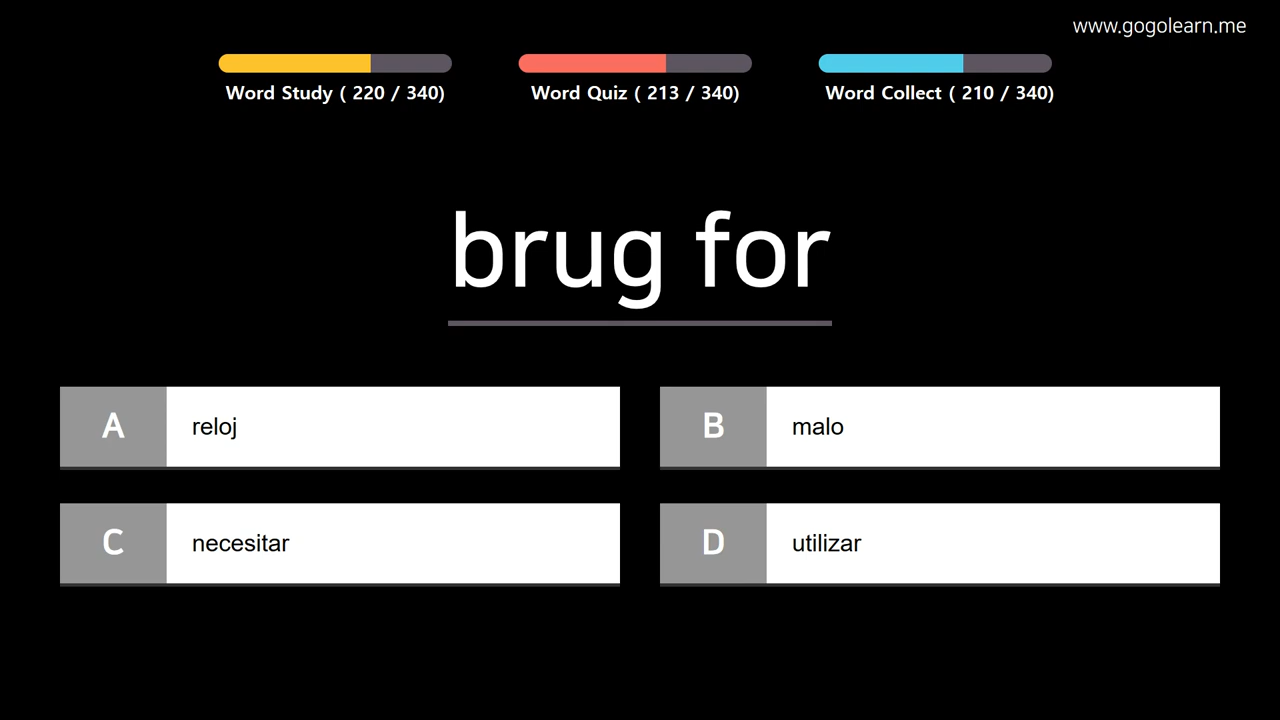 www.gogolearn.me
Word Study ( 220 / 340)
Word Quiz ( 213 / 340)
Word Collect ( 210 / 340)
brug for
A reloj
B malo
C necesitar
D utilizar